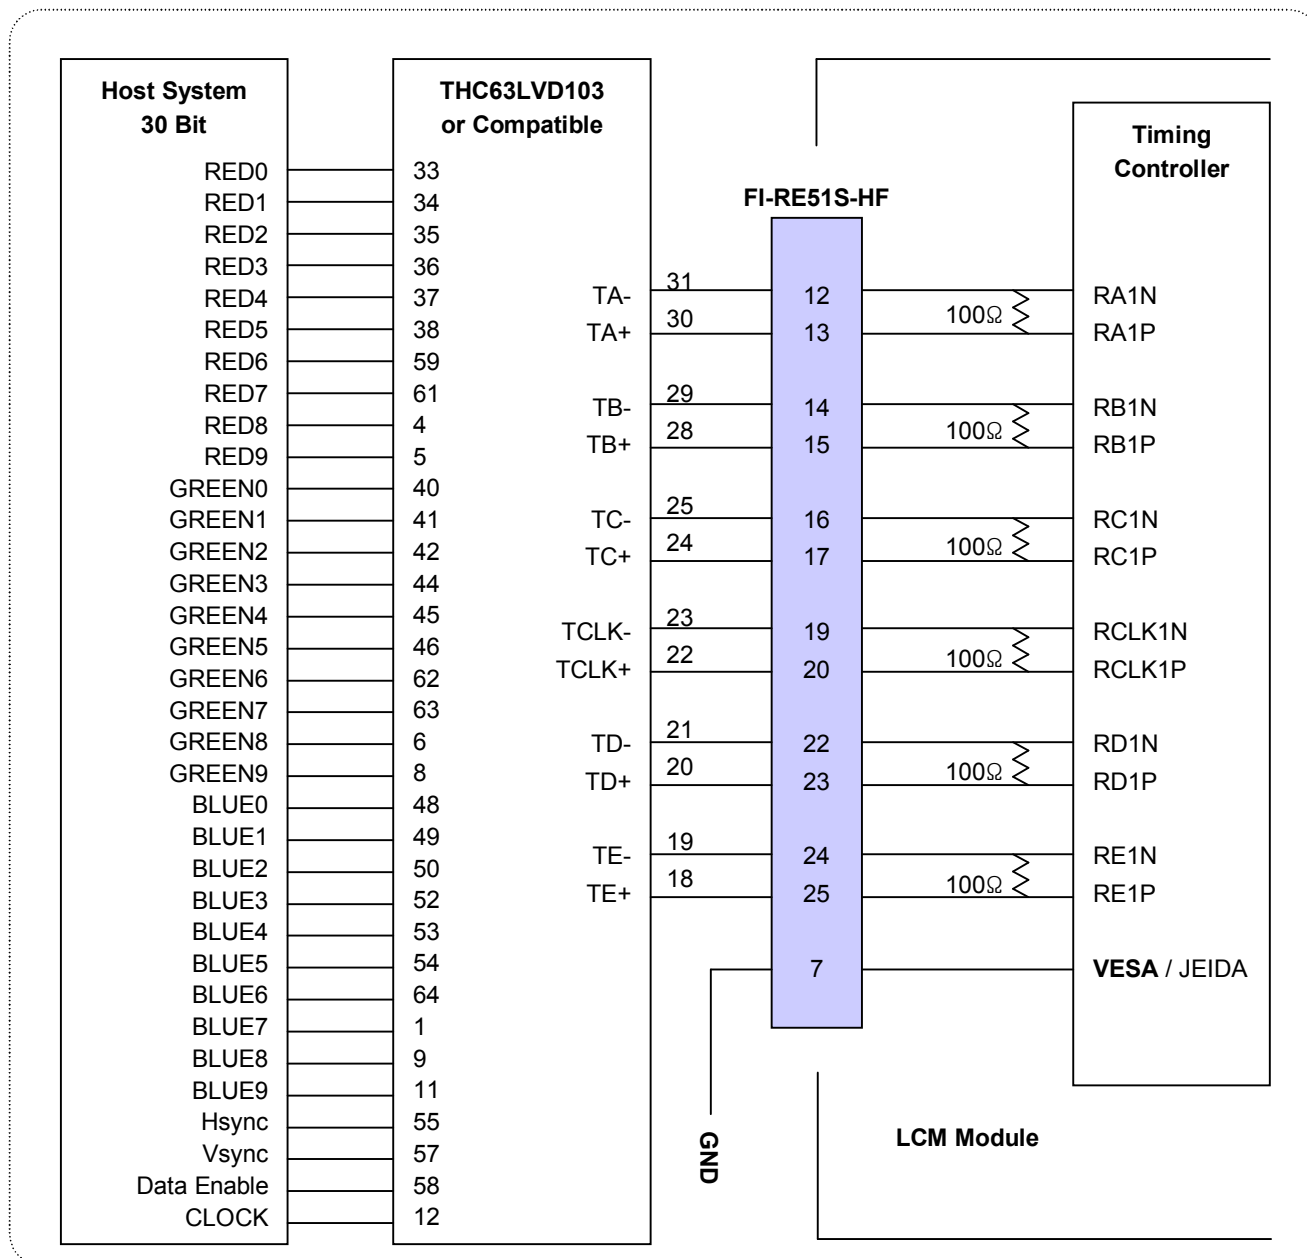 Host System
30 Bit
RED0
RED1
RED2
RED3
RED4
RED5
RED6
RED7
RED8
RED9
GREEN0
GREEN1
GREEN2
GREEN3
GREEN4
GREEN5
GREEN6
GREEN7
GREEN8
GREEN9
BLUE0
BLUE1
BLUE2
BLUE3
BLUE4
BLUE5
BLUE6
BLUE7
BLUE8
BLUE9
Hsync
Vsync
Data Enable
CLOCK
THC63LVD103
or Compatible
33
34
35
36
37
38
59
61
4
5
40
41
42
44
45
46
62
63
6
8
48
49
50
52
53
54
64
1
9
11
55
57
58
12
TA-
TA+
TB-
TB+
TC-
TC+
TCLK-
TCLK+
TD-
TD+
TE-
TE+
31
30
29
28
25
24
23
22
21
20
19
18
FI-RE51S-HF
12
13
14
15
16
17
19
20
22
23
24
25
7
GND
100Ω
100Ω
100Ω
100Ω
100Ω
100Ω
Timing
Controller
RA1N
RA1P
RB1N
RB1P
RC1N
RC1P
RCLK1N
RCLK1P
RD1N
RD1P
RE1N
RE1P
VESA / JEIDA
LCM Module